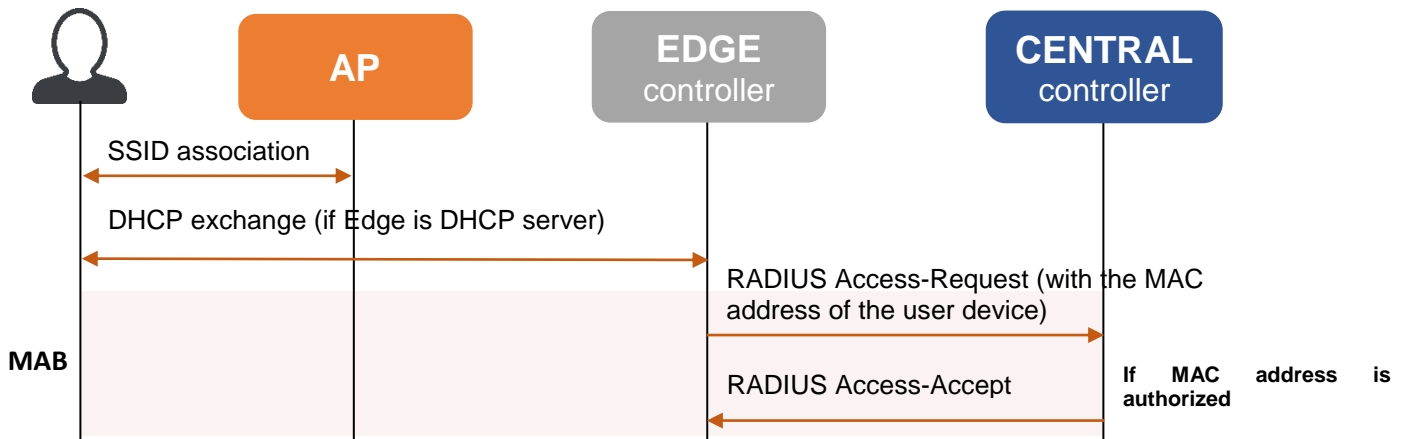 AP
EDGE
controller
CENTRAL
controller
SSID association
DHCP exchange (if Edge is DHCP server)
RADIUS Access-Request (with the MAC
address of the user device)
MAB
RADIUS Access-Accept
If MAC address is
authorized